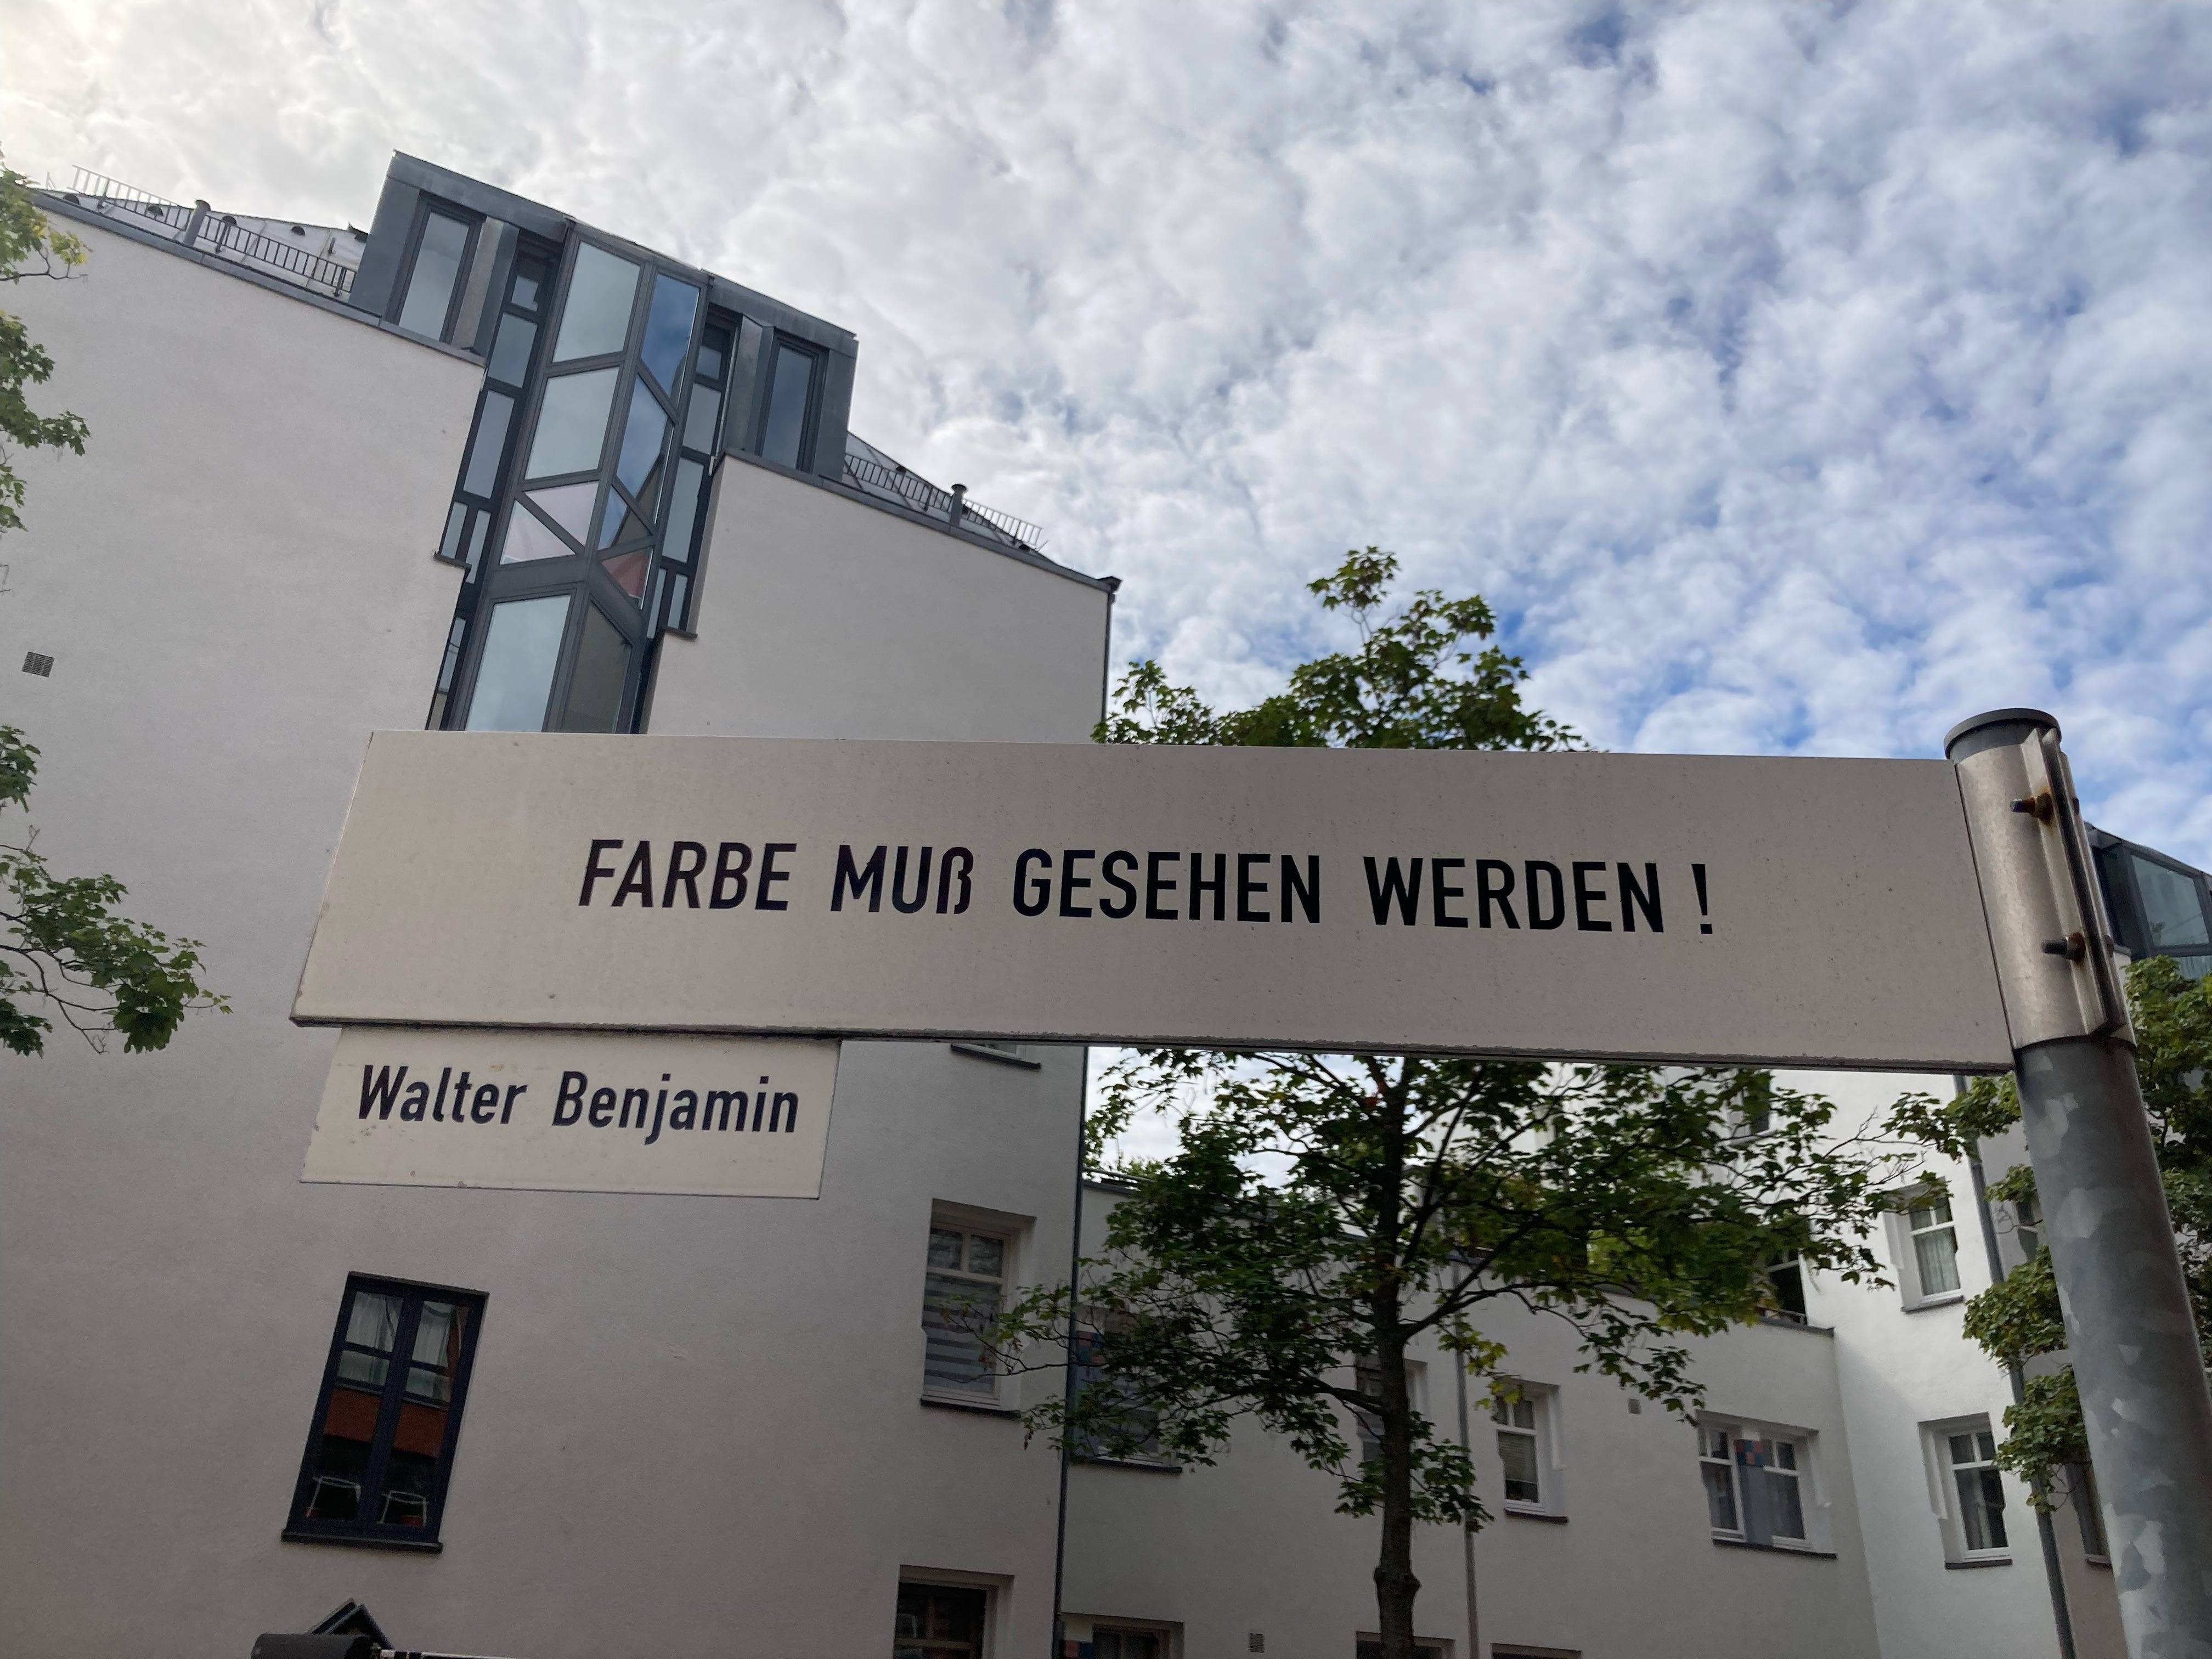 FARBE MUß GESEHEN WERDEN !
Walter Benjamin